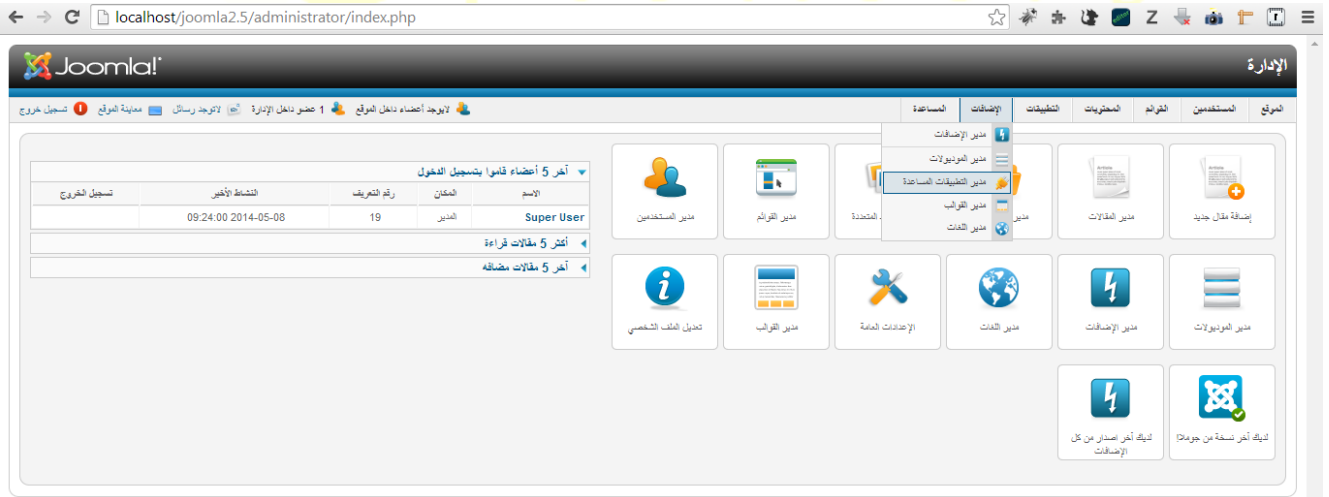 localhost/joomla2.5/administrator/index.php
Joomla!
الإدارة
الموقع المستخدمين القوائم المحتويات التطبيقات الإضافات المساعدة
لايوجد أعضاء داخل الموقع 1 عضو داخل الإدارة لاتوجد رسائل معاينة الموقع تسجيل خروج
مدير الإضافات
مدير الموديولات
مدير التطبيقات المساعدة
مدير القوالب
مدير اللغات
إضافة مقال جديد
مدير المقالات
المتعددة
مدير القوائم
مدير المستخدمين
مدير الموديولات
مدير الإضافات
مدير اللغات
الإعدادات العامة
مدير القوالب
تعديل الملف الشخصي
لديك أخر نسخة من جوملا!
لديك أخر اصدار من كل
الإضافات
آخر 5 أعضاء قاموا بتسجيل الدخول
الاسم المكان رقم التعريف النشاط الأخير تسجيل الخروج
Super User المدير 19 2014-05-08 09:24:00
أكثر 5 مقالات قراءة
آخر 5 مقالات مضافه